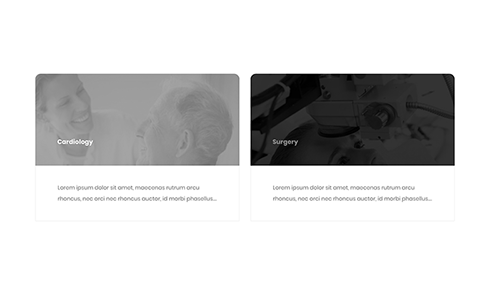 Cardiology
Lorem ipsum dolor sit amet, maecenas rutrum arcu
rhoncus, nec orci nec rhoncus auctor, id morbi phasellus...
Surgery
Lorem ipsum dolor sit amet, maecenas rutrum arcu
rhoncus, nec orci nec rhoncus auctor, id morbi phasellus...